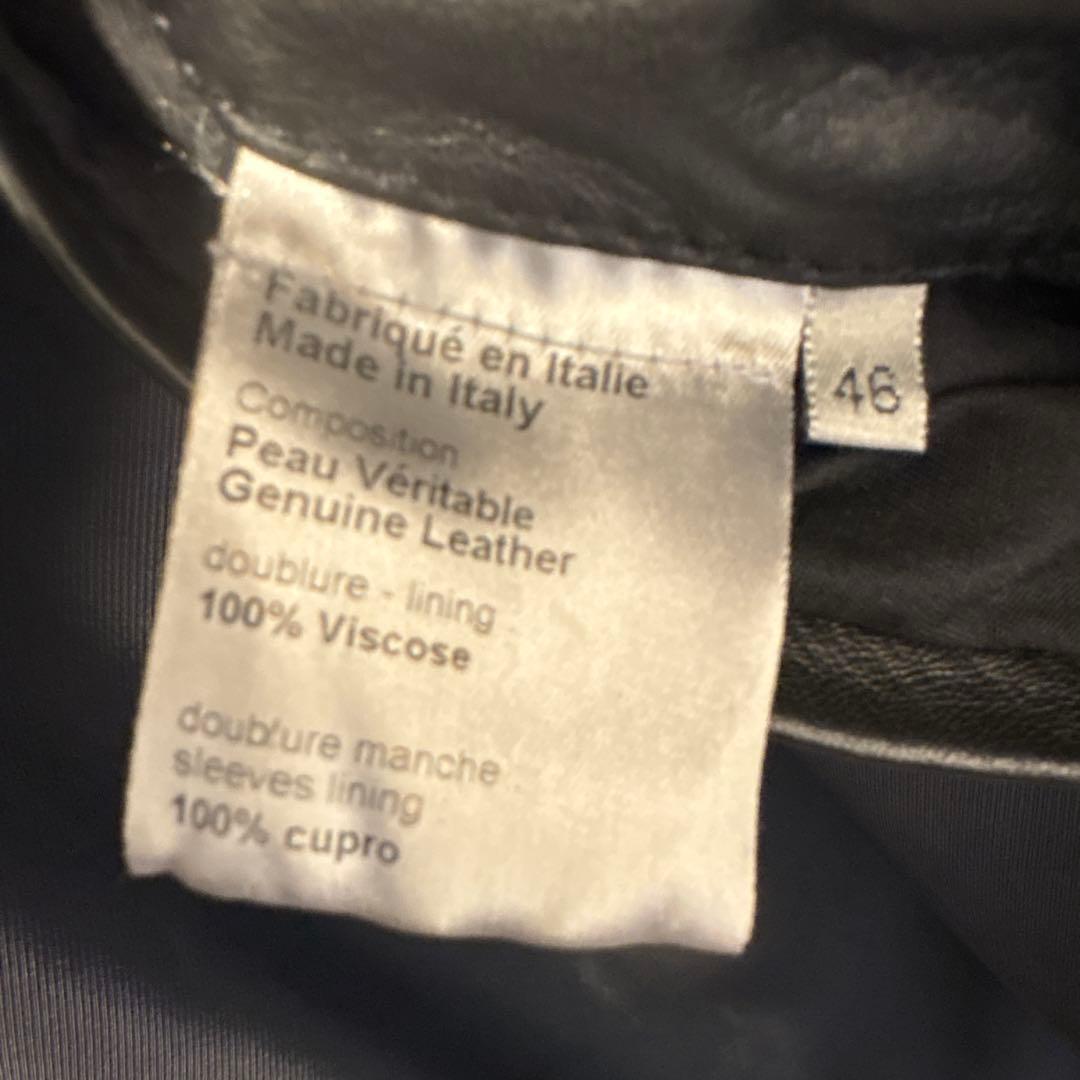 Fabriqué en Italie
Made in Italy
46
Composition
Peau Véritable
Genuine Leather
doublure - lining
100% Viscose
doublure manche
sleeves lining
100% cupro